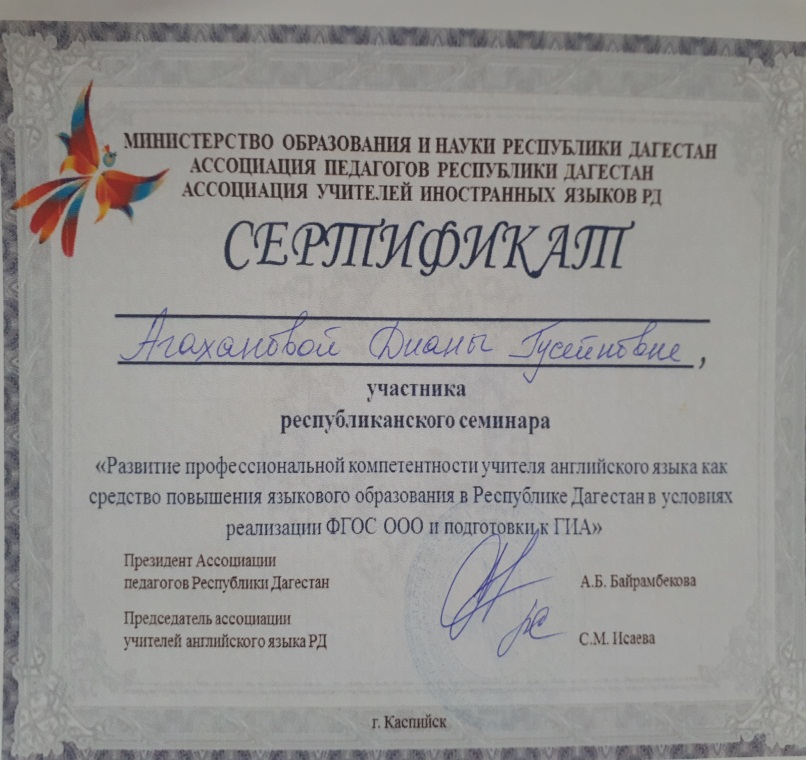 МИНИСТЕРСТВО ОБРАЗОВАНИЯ И НАУКИ РЕСПУБЛИКИ ДАГЕСТАН
АССОЦИАЦИЯ ПЕДАГОГОВ РЕСПУБЛИКИ ДАГЕСТАН
АССОЦИАЦИЯ УЧИТЕЛЕЙ ИНОСТРАННЫХ ЯЗЫКОВ РД
СЕРТИФИКАТ
Агахановой Дианы Гусейновне,
участника
республиканского семинара
«Развитие профессиональной компетентности учителя английского языка как
средство повышения языкового образования в Республике Дагестан в условиях
реализации ФГОС ООО и подготовки к ГИА»
Президент Ассоциации
педагогов Республики Дагестан А.Б. Байрамбекова
Председатель ассоциации
учителей английского языка РД С.М. Исаева
г. Каспийск